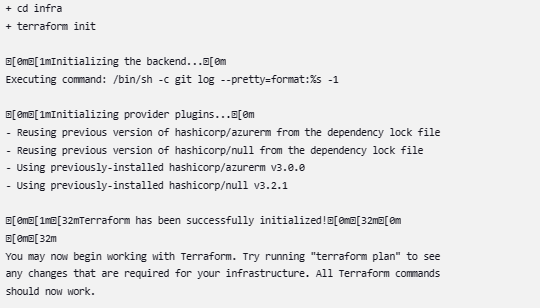 + cd infra
+ terraform init
␛[0m␛[1mInitializing the backend...␛[0m
Executing command: /bin/sh -c git log --pretty=format:%s -1
␛[0m␛[1mInitializing provider plugins...␛[0m
- Reusing previous version of hashicorp/azurerm from the dependency lock file
- Reusing previous version of hashicorp/null from the dependency lock file
- Using previously-installed hashicorp/azurerm v3.0.0
- Using previously-installed hashicorp/null v3.2.1
␛[0m␛[1m␛[32mTerraform has been successfully initialized!␛[0m␛[32m␛[0m
␛[0m␛[32m
You may now begin working with Terraform. Try running "terraform plan" to see
any changes that are required for your infrastructure. All Terraform commands
should now work.